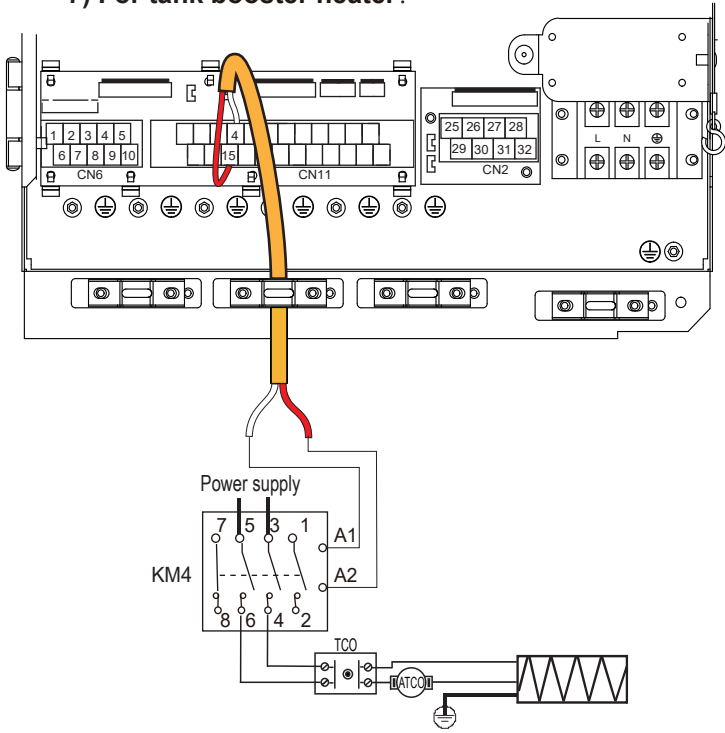 For tank booster heater:
1 2 3 4 5
6 7 8 9 10
CN6
4
15
CN11
25 26 27 28
29 30 31 32
CN2
L N
Power supply
7 5 3 1
A1
KM4
A2
8 6 4 2
TCO
ATCO